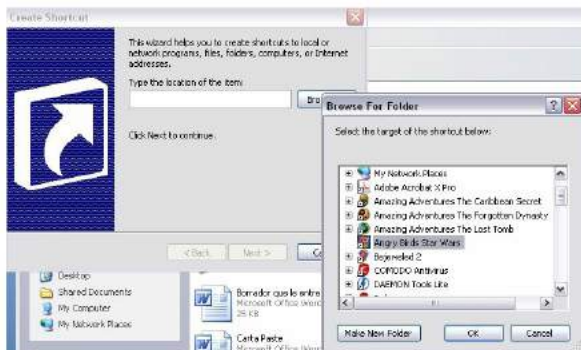 Create Shortcut
This wizard helps you to create shortcuts to local or
network programs, files, folders, computers, or Internet
addresses.
Type the location of the item:
Click Next to continue.
< Back
Next >
Desktop
Shared Documents
My Computer
My Network Places
Borrador que le entre
Microsoft Office Word
25 KB
Carta Paste
Microsoft Office Word
Browse For Folder
Select the target of the shortcut below:
My Network Places
Adobe Acrobat X Pro
Amazing Adventures The Caribbean Secret
Amazing Adventures The Forgotten Dynasty
Amazing Adventures The Lost Tomb
Angry Birds Star Wars
Bejeweled 2
COMODO Antivirus
DAEMON Tools Lite
Make New Folder
OK
Cancel